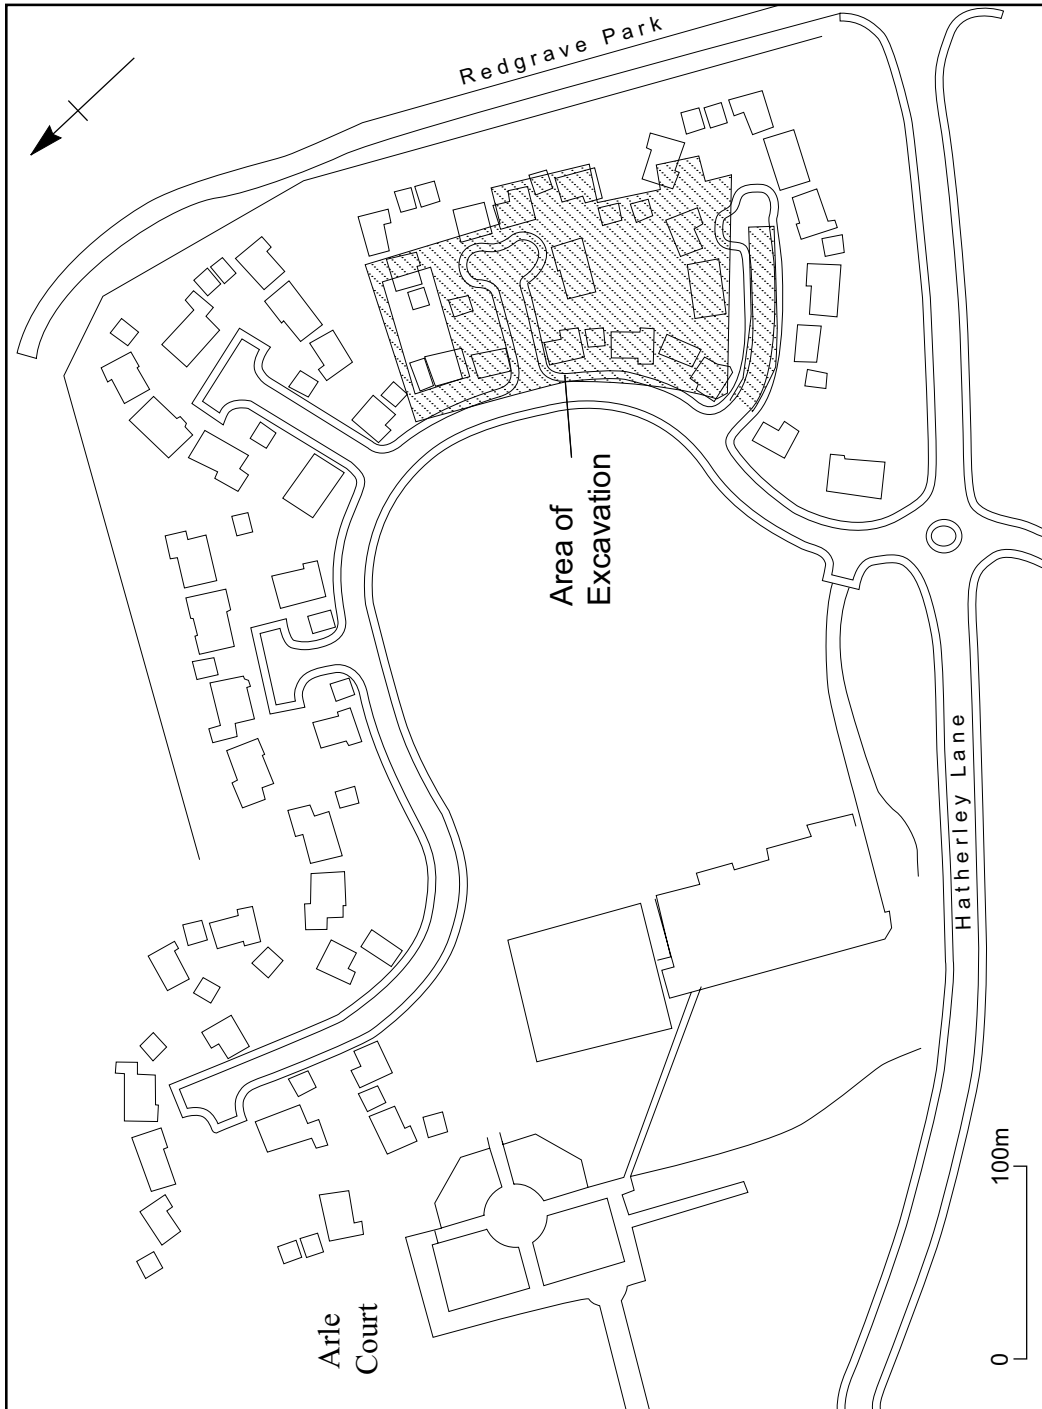 Redgrave Park
Area of
Excavation
Hatherley Lane
Arle
Court
0
100m